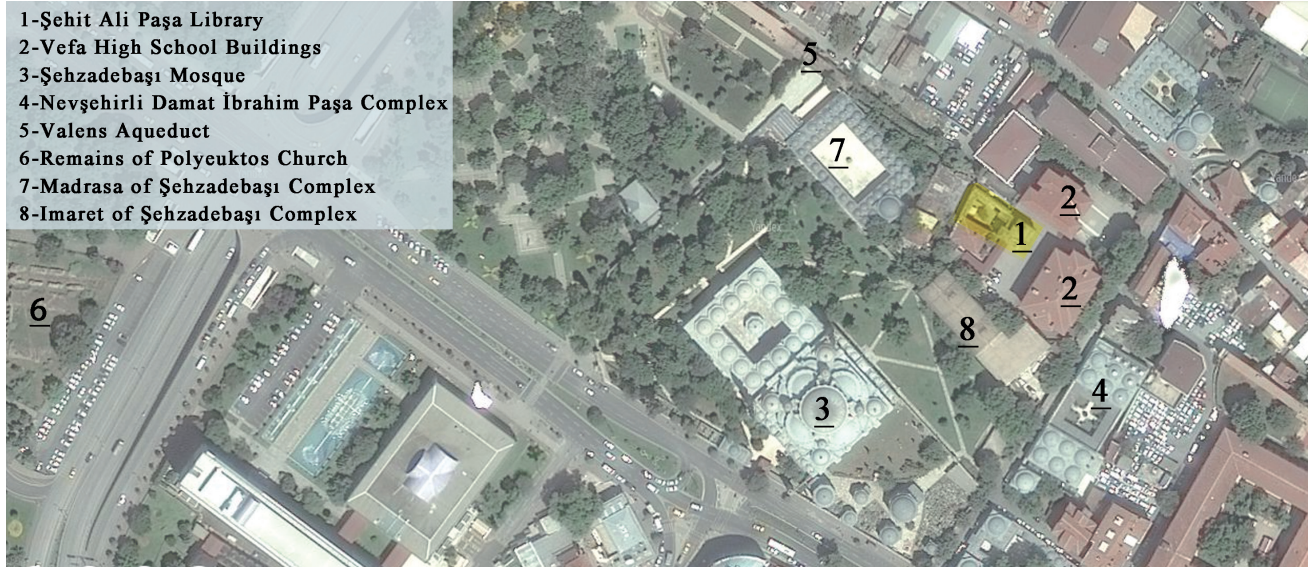 1-Şehit Ali Paşa Library
2-Vefa High School Buildings
3-Şehzadebaşı Mosque
4-Nevşehirli Damat İbrahim Paşa Complex
5-Valens Aqueduct
6-Remains of Polyeuktos Church
7-Madrasa of Şehzadebaşı Complex
8-Imaret of Şehzadebaşı Complex
5
7
2
1
6
2
8
4
3